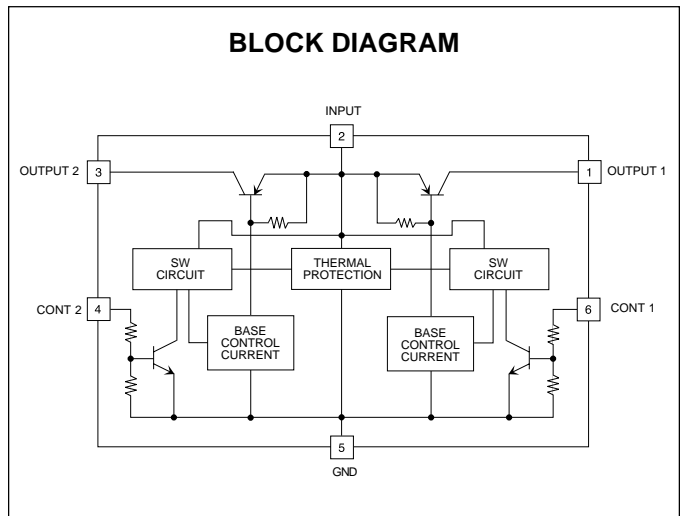 BLOCK DIAGRAM
INPUT
2
OUTPUT 2
3
1
OUTPUT 1
SW
CIRCUIT
THERMAL
PROTECTION
SW
CIRCUIT
CONT 2
4
6
CONT 1
BASE
CONTROL
CURRENT
BASE
CONTROL
CURRENT
5
GND